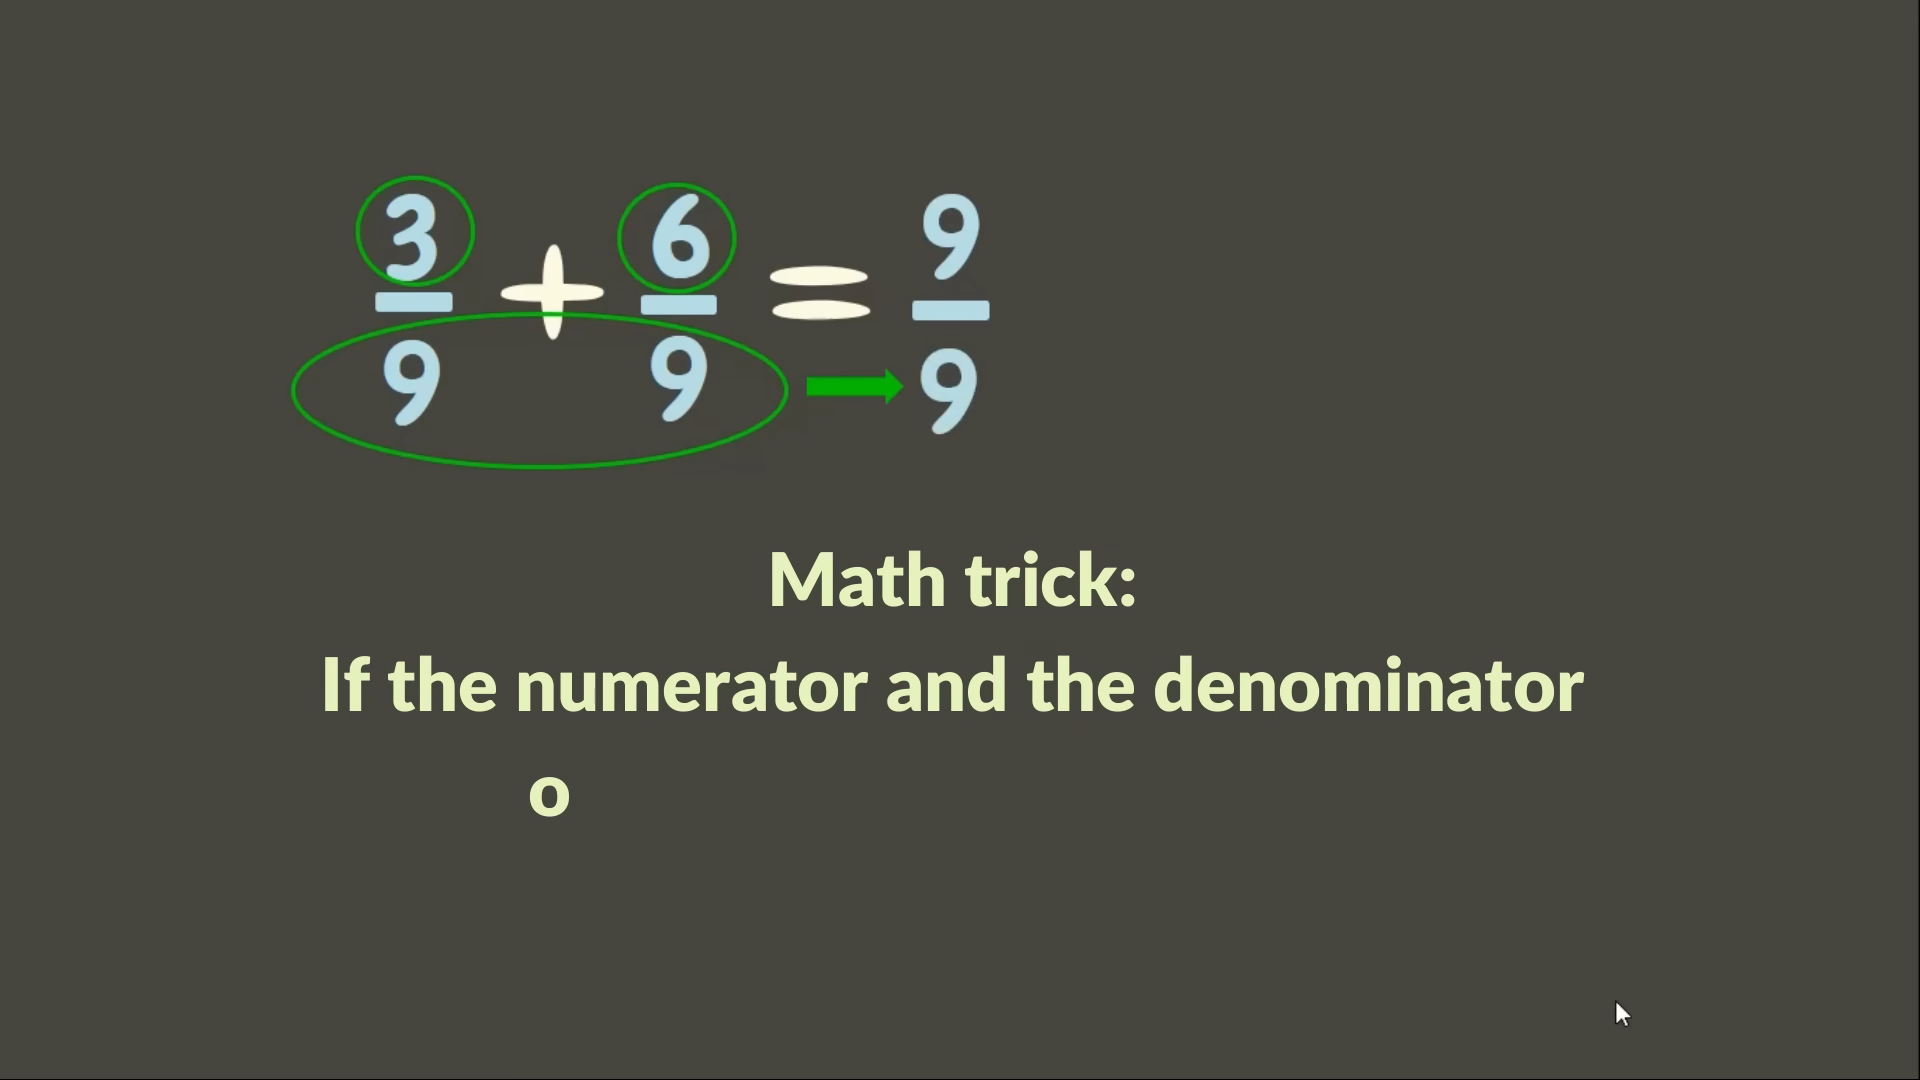 3/9 + 6/9 = 9/9
Math trick:
If the numerator and the denominator
o